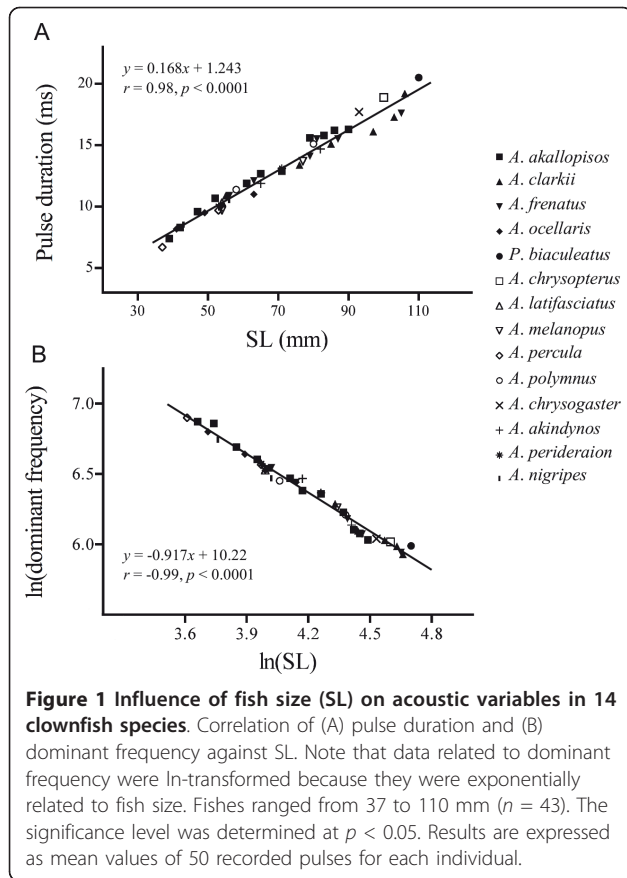 A
y = 0.168x + 1.243
r = 0.98, p < 0.0001
Pulse duration (ms)
20
15
10
5
30 50 70 90 110
SL (mm)
B
ln(dominant frequency)
7.0
6.5
6.0
y = -0.917x + 10.22
r = -0.99, p < 0.0001
3.6 3.9 4.2 4.5 4.8
ln(SL)
A. akallopisos
A. clarkii
A. frenatus
A. ocellaris
P. biaculeatus
A. chrysopterus
A. latifasciatus
A. melanopus
A. percula
A. polymnus
A. chrysogaster
A. akindynos
A. perideraion
A. nigripes
Figure 1 Influence of fish size (SL) on acoustic variables in 14
clownfish species. Correlation of (A) pulse duration and (B)
dominant frequency against SL. Note that data related to dominant
frequency were ln-transformed because they were exponentially
related to fish size. Fishes ranged from 37 to 110 mm (n = 43). The
significance level was determined at p < 0.05. Results are expressed
as mean values of 50 recorded pulses for each individual.